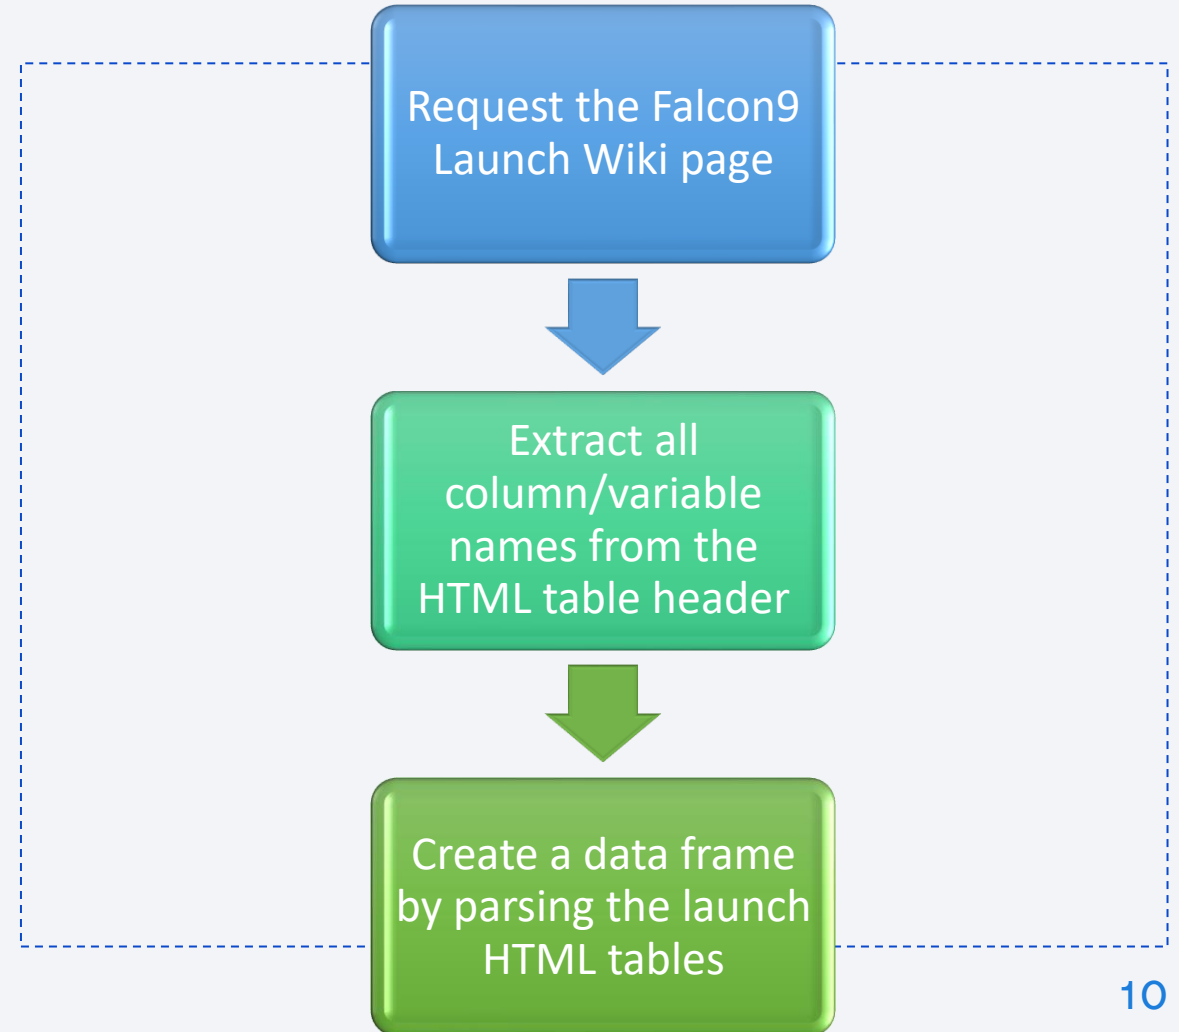 Request the Falcon9
Launch Wiki page
Extract all
column/variable
names from the
HTML table header
Create a data frame
by parsing the launch
HTML tables
10